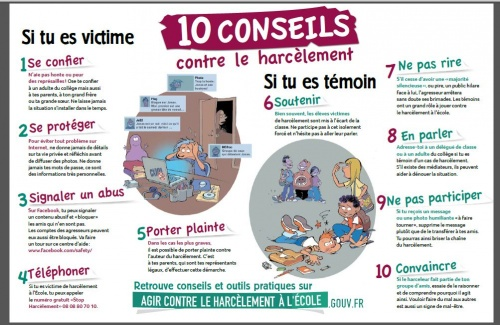 10 CONSEILS
contre le harcèlement
Si tu es victime
1 Se confier
N'aie pas honte ou peur
des représailles! Ose te confier
à un adulte du collège mais aussi
à tes parents, à ton grand frère
ou ta grande sœur. Ne laisse jamais
la situation s'installer dans le temps.
2 Se protéger
Pour éviter tout problème sur
Internet, ne donne jamais de détails
sur ta vie privée et réfléchis avant
de diffuser des photos. Ne donne
jamais tes mots de passe, ce sont
des informations très personnelles.
3 Signaler un abus
Sur Facebook, tu peux signaler
un contenu abusif et «bloquer»
les amis qui n'en sont pas.
Les comptes des agresseurs peuvent
eux aussi être bloqués. Va faire
un tour sur ce centre d'aide:
www.facebook.com/safety/
4 Téléphoner
Si tu es victime de harcèlement
à l'École, tu peux appeler
le numéro gratuit «Stop
Harcèlement» 08 08 80 70 10.
5 Porter plainte
Dans les cas les plus graves,
il est possible de porter plainte
contre l'auteur du harcèlement. C'est
à tes parents, qui sont tes représentants
légaux, d'effectuer cette démarche.
Si tu es témoin
6 Soutenir
Bien souvent, les élèves victimes
de harcèlement sont mis à l'écart de la
classe. Ne participe pas à cet isolement
forcé et n'hésite pas à aller leur parler.
7 Ne pas rire
S'il cesse d'avoir une «majorité
silencieuse», ou pire, un public hilare
face à lui, l'agresseur arrêtera
sans doute ses brimades. Les témoins
ont un grand rôle à jouer contre
le harcèlement à l'école.
8 En parler
Adresse-toi à un délégué de classe
ou à un adulte du collège si tu es
témoin d'un cas de harcèlement.
S'il existe des médiateurs, ils peuvent
aider à dénouer la situation.
9 Ne pas participer
Si tu reçois un message
ou une photo humiliante «à faire
tourner», supprime le message
plutôt que de te transformer en relais.
Tu pourras ainsi briser la chaîne
du harcèlement.
10 Convaincre
Si le harceleur fait partie de ton
groupe d'amis, essaie de le raisonner
et de comprendre pourquoi il agit
ainsi. Vouloir faire du mal aux autres
est aussi un signe de mal-être.
Retrouve conseils et outils pratiques sur
AGIR CONTRE LE HARCÈLEMENT À L'ÉCOLE .GOUV.FR